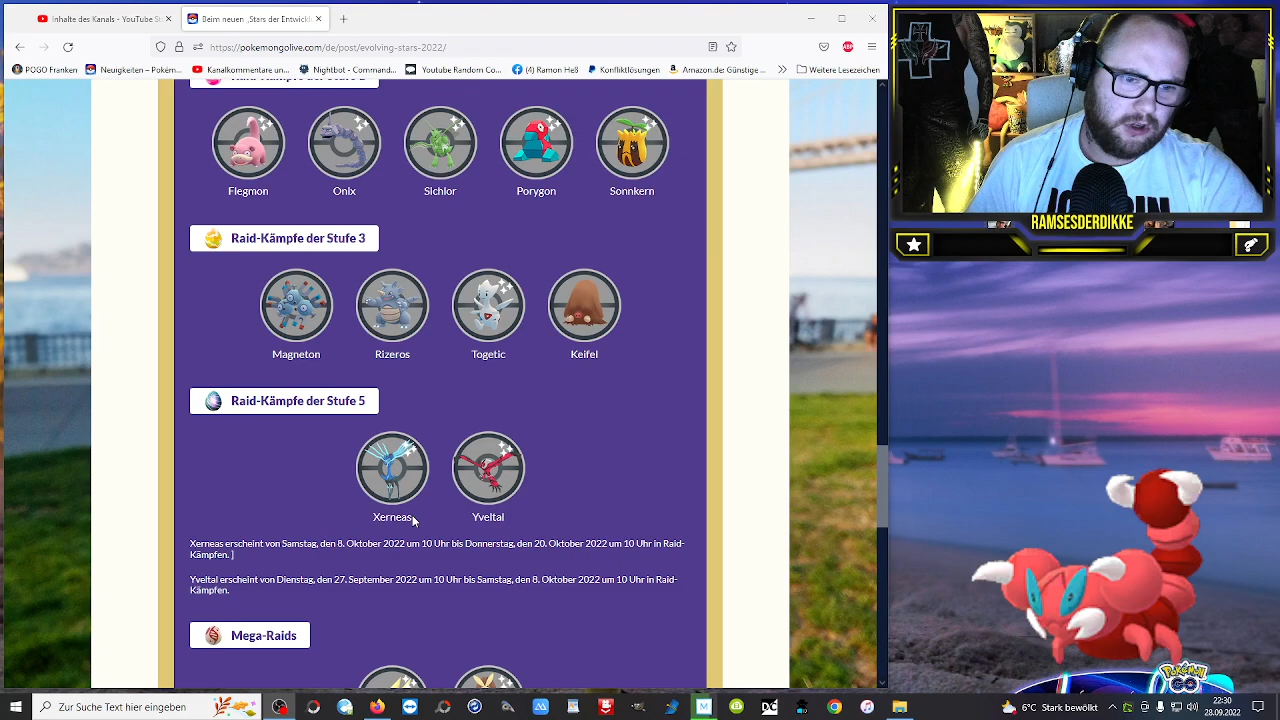 Inhalte des Kanals - YouTube St
Beim neuen „Stars der Entwickl
https://pokemongolive.com/de/post/evolving-stars-2022/
POGO Franken
Neuigkeiten – Pokém...
Kanalkommentare un...
Nightbot - Comman...
Youtube Random Co...
(4) Ramon Heß
Konfliktlösungen
Amazon.de: Günstige ...
Weitere Lesezeichen
Flegmon
Onix
Sichlor
Porygon
Sonnkern
Raid-Kämpfe der Stufe 3
Magneton
Rizeros
Togetic
Keifel
Raid-Kämpfe der Stufe 5
Xerneas
Yveltal
Xerneas erscheint von Samstag, den 8. Oktober 2022 um 10 Uhr bis Donnerstag, den 20. Oktober 2022 um 10 Uhr in Raid-
Kämpfen. ]
Yveltal erscheint von Dienstag, den 27. September 2022 um 10 Uhr bis Samstag, den 8. Oktober 2022 um 10 Uhr in Raid-
Kämpfen.
Mega-Raids
RAMSESDERDIKKE
POKÉMON
GO
Zur Suche Text hier eingeben
6°C Stark bewölkt
22:30
28.09.2022